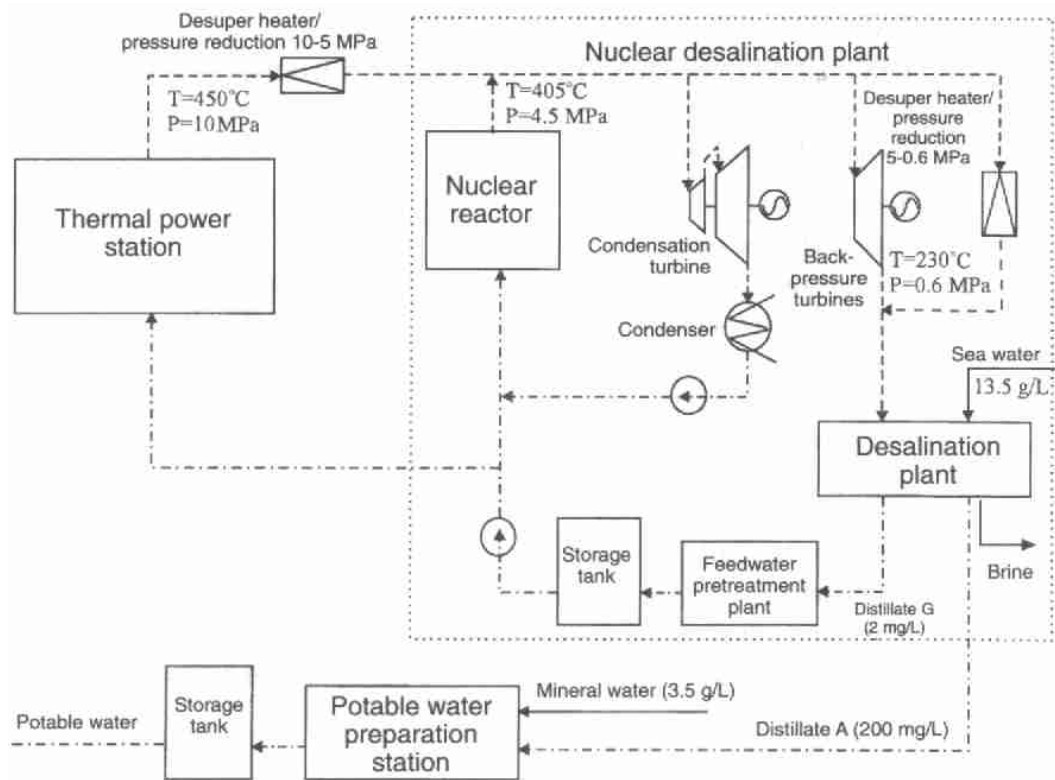 Desuper heater/
pressure reduction 10-5 MPa
Nuclear desalination plant
T=450°C
P=10MPa
T=405°C
P=4.5 MPa
Desuper heater/
pressure
reduction
5-0.6 MPa
Thermal power
station
Nuclear
reactor
Condensation
turbine
Back-
pressure
turbines
T=230°C
P=0.6 MPa
Condenser
Sea water
13.5 g/L
Desalination
plant
Storage
tank
Feedwater
pretreatment
plant
Brine
Distillate G
(2 mg/L)
Potable water
Storage
tank
Potable water
preparation
station
Mineral water (3.5 g/L)
Distillate A (200 mg/L)